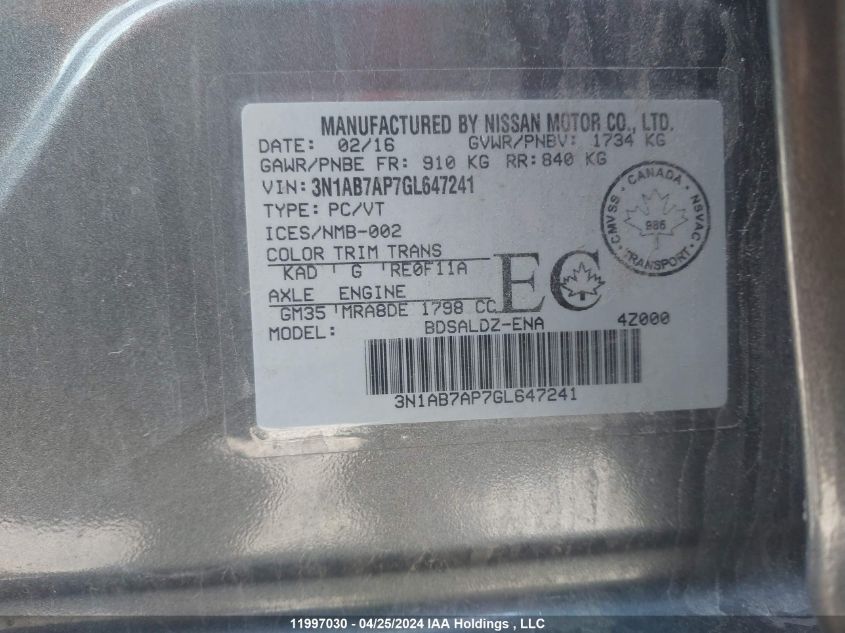 MANUFACTURED BY NISSAN MOTOR CO., LTD.
DATE: 02/16 GVWR/PNBV: 1734 KG
GAWR/PNBE FR: 910 KG RR: 840 KG
VIN: 3N1AB7AP7GL647241
TYPE: PC/VT
ICES/NMB-002
COLOR TRIM TRANS
KAD ' G 'RE0F11A
AXLE ENGINE
GM35 'MRA8DE 1798 CC
MODEL: BDSALDZ-ENA 4Z000
EC
CANADA
CMVSS 986 NSVAC
TRANSPORT
3N1AB7AP7GL647241
11997030 - 04/25/2024 IAA Holdings, LLC